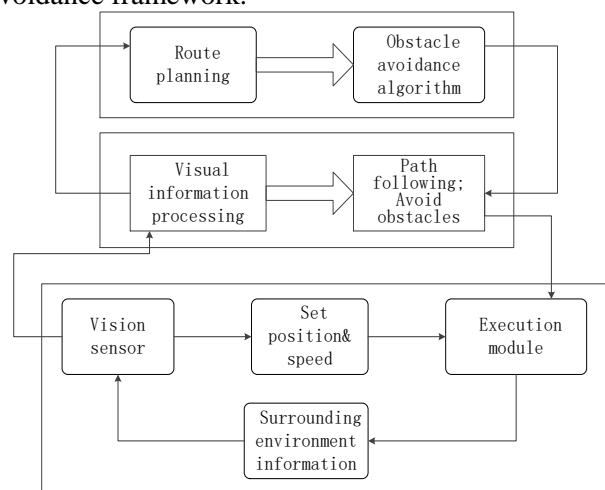 voidance framework.
Route
planning
Obstacle
avoidance
algorithm
Visual
information
processing
Path
following;
Avoid
obstacles
Vision
sensor
Set
position&
speed
Execution
module
Surrounding
environment
information